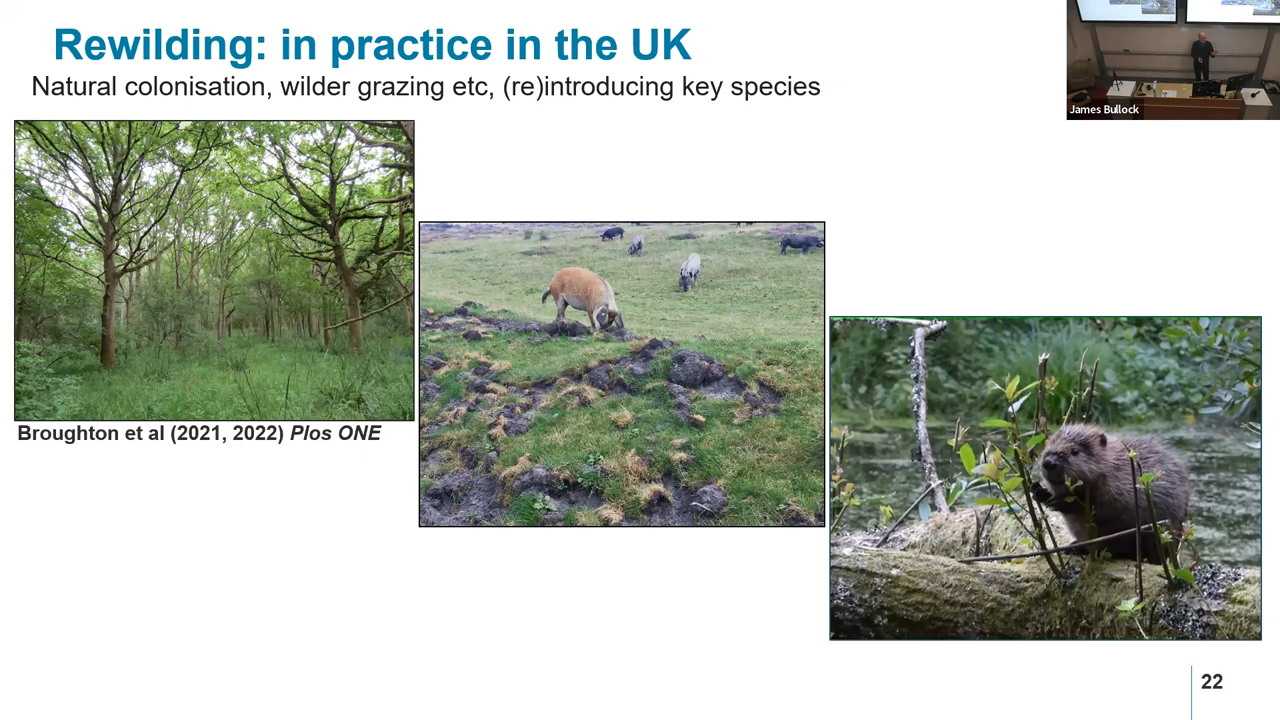 Rewilding: in practice in the UK
Natural colonisation, wilder grazing etc, (re)introducing key species
James Bullock
Broughton et al (2021, 2022) Plos ONE
22